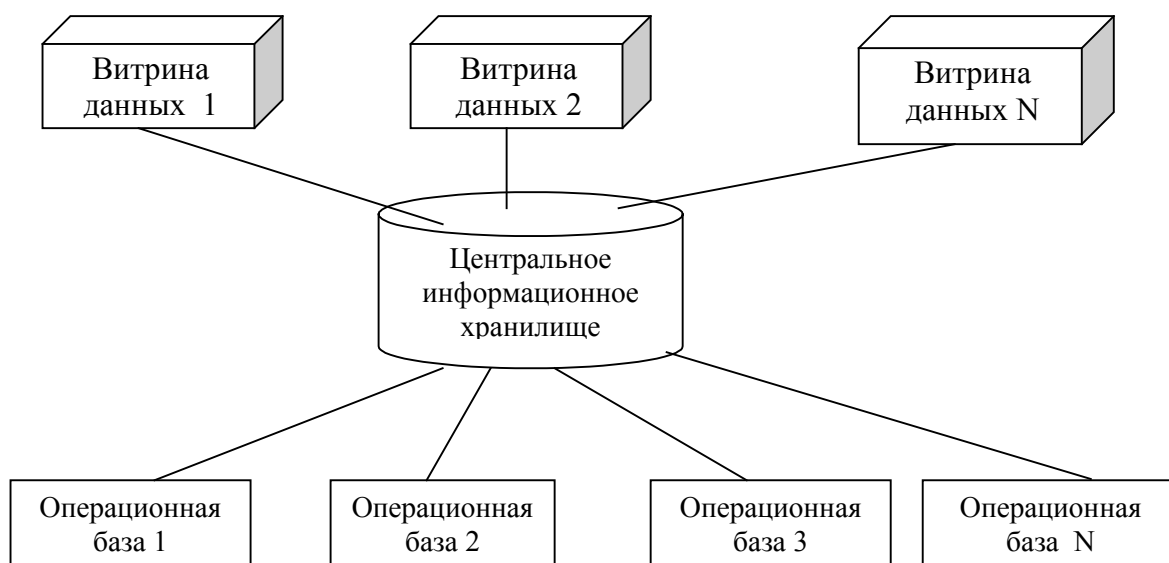 Витрина
данных 1
Витрина
данных 2
Витрина
данных N
Центральное
информационное
хранилище
Операционная
база 1
Операционная
база 2
Операционная
база 3
Операционная
база N